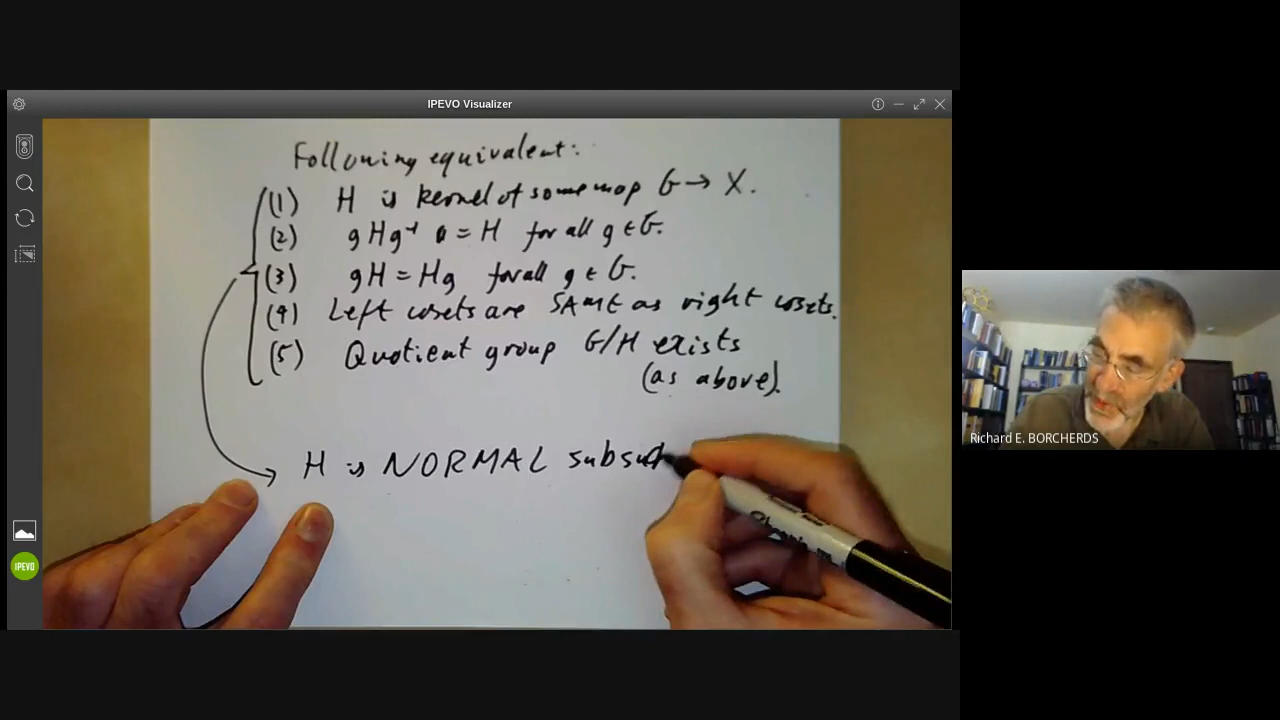 IPEVO Visualizer
Following equivalent:
(1) H is kernel of some map G → X.
(2) gHg⁻¹ = H for all g ∈ G.
(3) gH = Hg for all g ∈ G.
(4) Left cosets are SAME as right cosets.
(5) Quotient group G/H exists
(as above).
H is NORMAL
IPEVO
Sharpie
Richard E. BORCHERDS